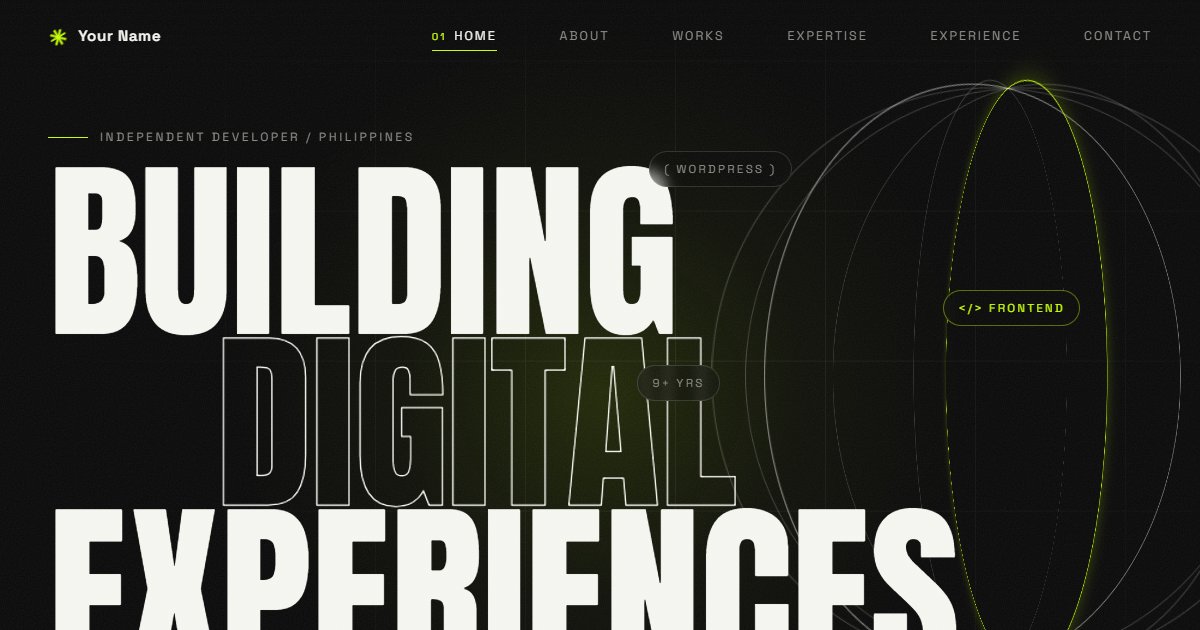 Your Name
01 HOME ABOUT WORKS EXPERTISE EXPERIENCE CONTACT
INDEPENDENT DEVELOPER / PHILIPPINES
BUILDING
( WORDPRESS )
</> FRONTEND
DIGITAL
9+ YRS
EXPERIENCES